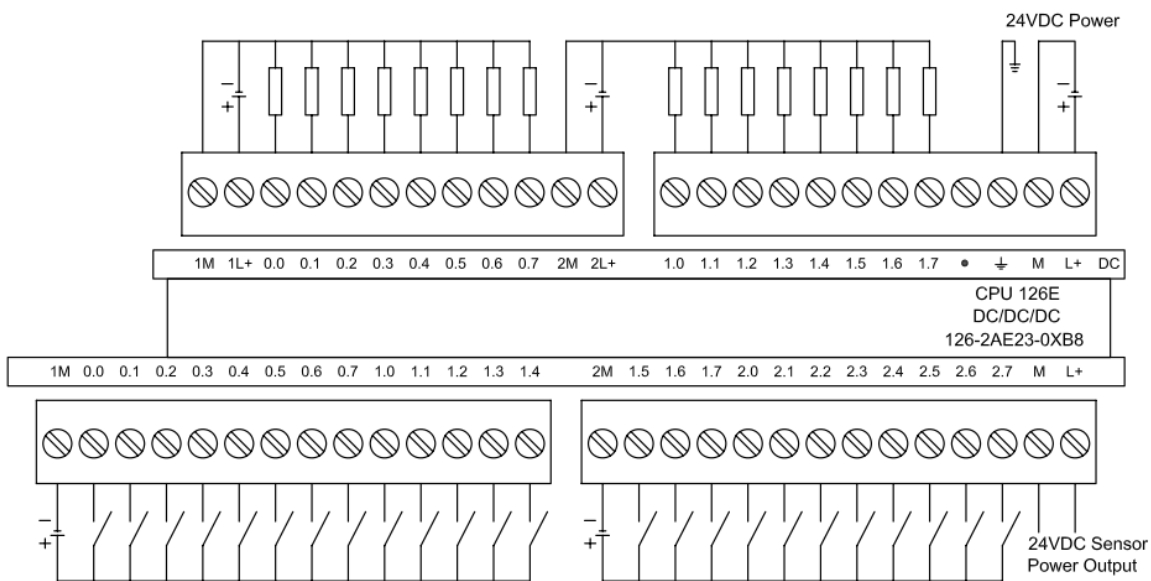 24VDC Power
− − −
+ + +
1M 1L+ 0.0 0.1 0.2 0.3 0.4 0.5 0.6 0.7 2M 2L+ 1.0 1.1 1.2 1.3 1.4 1.5 1.6 1.7 • ⏚ M L+ DC
CPU 126E
DC/DC/DC
126-2AE23-0XB8
1M 0.0 0.1 0.2 0.3 0.4 0.5 0.6 0.7 1.0 1.1 1.2 1.3 1.4 2M 1.5 1.6 1.7 2.0 2.1 2.2 2.3 2.4 2.5 2.6 2.7 M L+
− −
+ +
24VDC Sensor
Power Output